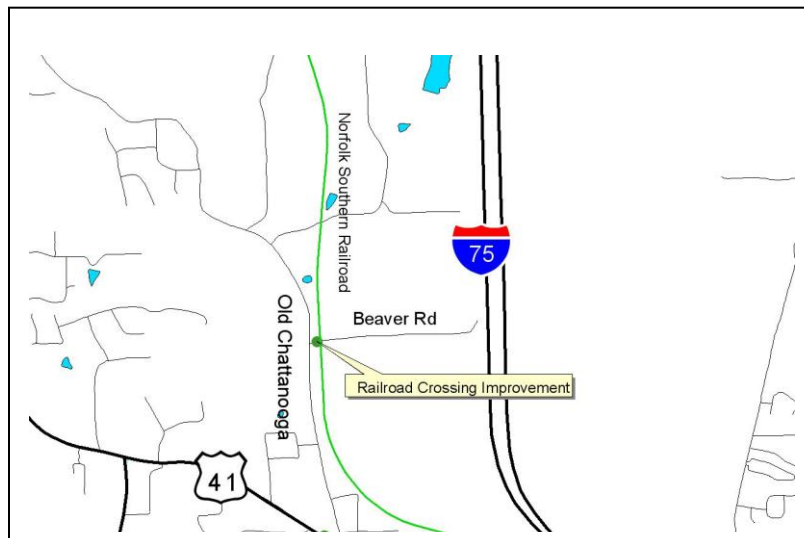 Norfolk Southern Railroad
75
Old Chattanooga
Beaver Rd
Railroad Crossing Improvement
41